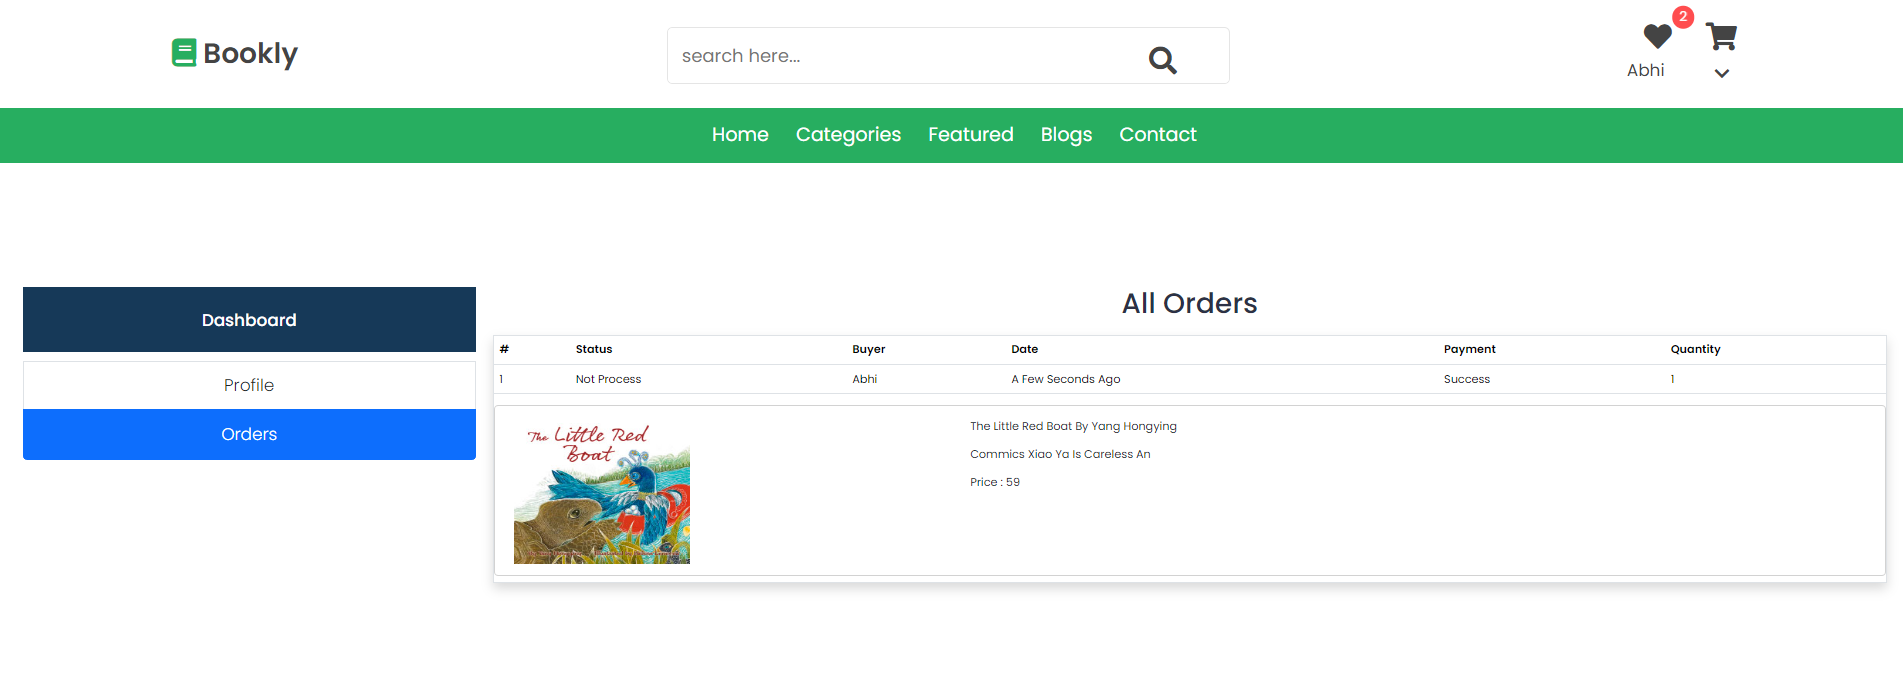 Bookly
search here...
2
Abhi
Home Categories Featured Blogs Contact
Dashboard
Profile
Orders
All Orders
# Status Buyer Date Payment Quantity
1 Not Process Abhi A Few Seconds Ago Success 1
The Little Red
Boat
The Little Red Boat By Yang Hongying
Commics Xiao Ya Is Careless An
Price : 59